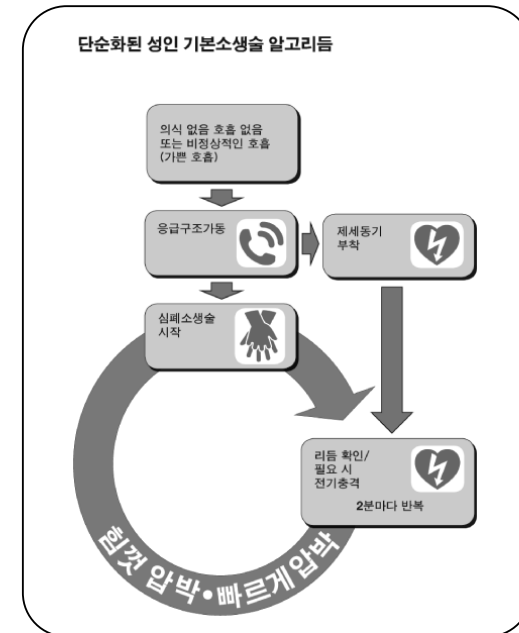 단순화된 성인 기본소생술 알고리듬
의식 없음 호흡 없음
또는 비정상적인 호흡
(가쁜 호흡)
응급구조가동
제세동기
부착
심폐소생술
시작
리듬 확인/
필요 시
전기충격
2분마다 반복
힘껏 압박•빠르게 압박